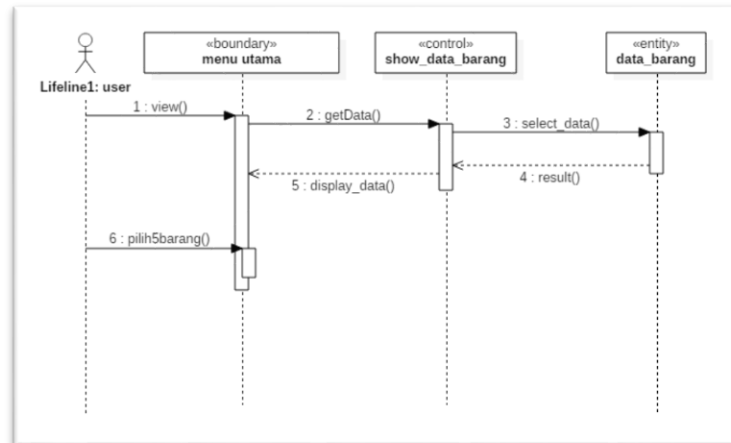 «boundary»
menu utama
«control»
show_data_barang
«entity»
data_barang
Lifeline1: user
1 : view()
2 : getData()
3 : select_data()
4 : result()
5 : display_data()
6 : pilih5barang()